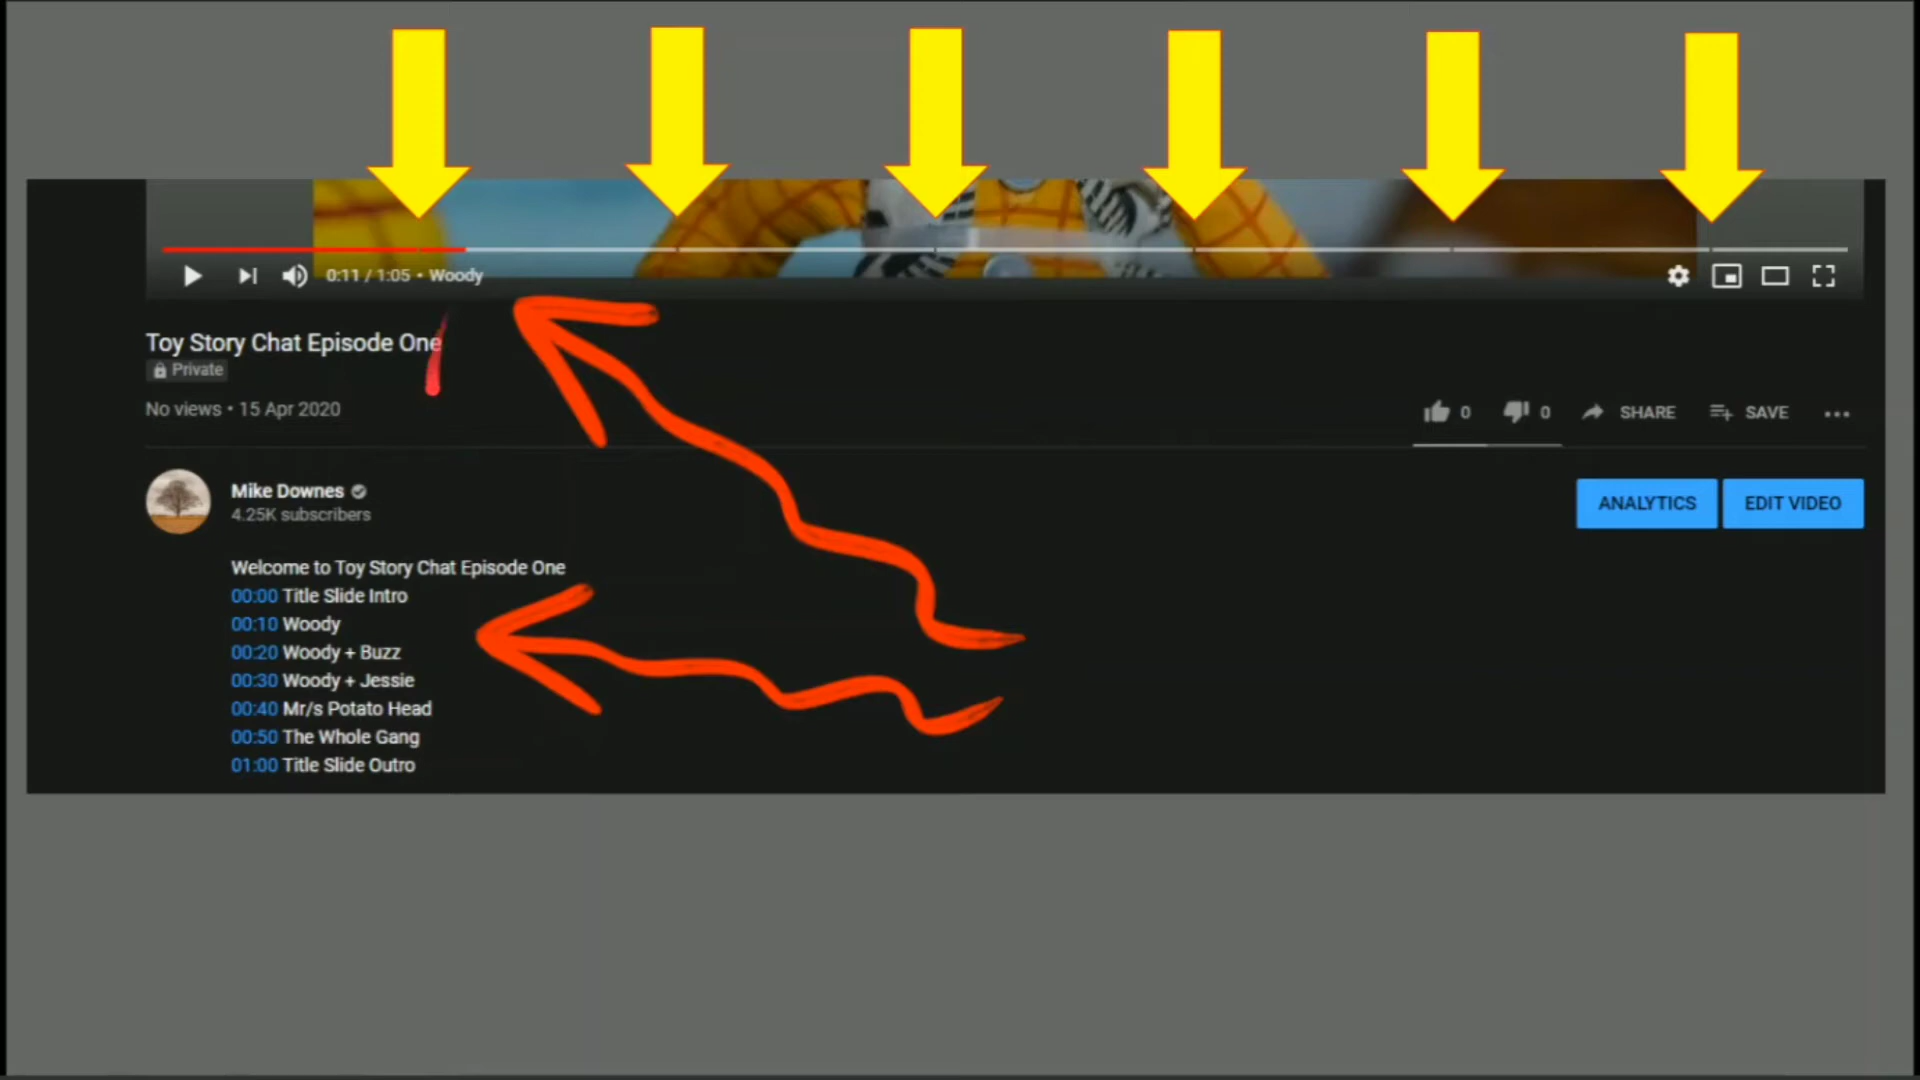 0:11 / 1:05 • Woody
Toy Story Chat Episode One
Private
No views • 15 Apr 2020
0 0 SHARE SAVE
Mike Downes
4.25K subscribers
ANALYTICS EDIT VIDEO
Welcome to Toy Story Chat Episode One
00:00 Title Slide Intro
00:10 Woody
00:20 Woody + Buzz
00:30 Woody + Jessie
00:40 Mr/s Potato Head
00:50 The Whole Gang
01:00 Title Slide Outro